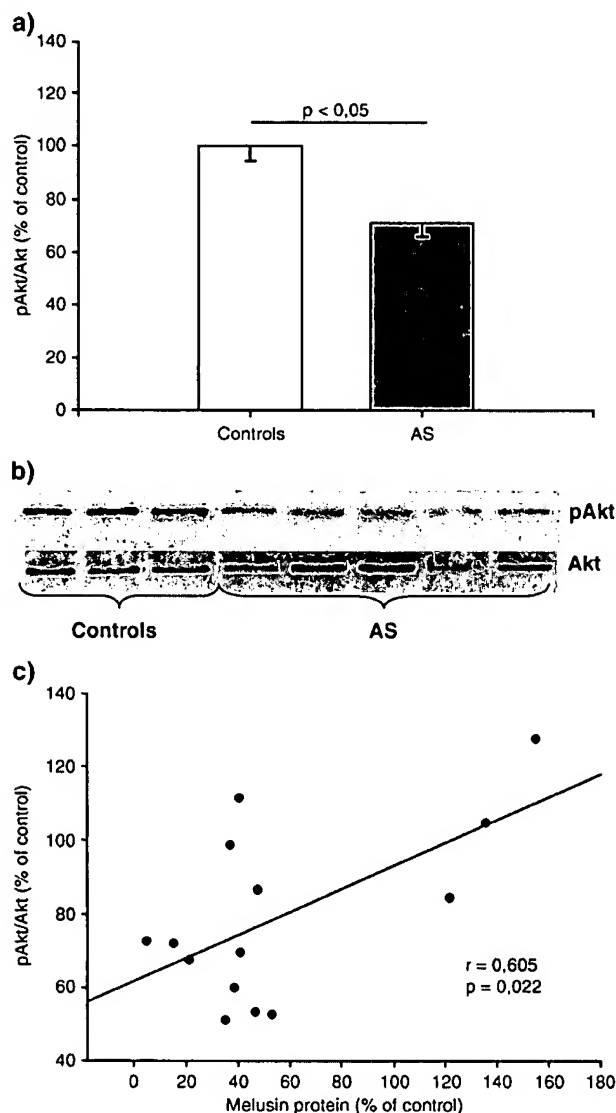 a)
140
120
100
80
60
40
20
0
pAkt/Akt (% of control)
p < 0,05
Controls
AS
b)
pAkt
Akt
Controls
AS
c)
140
120
100
80
60
40
pAkt/Akt (% of control)
r = 0,605
p = 0,022
0
20
40
60
80
100
120
140
160
180
Melusin protein (% of control)